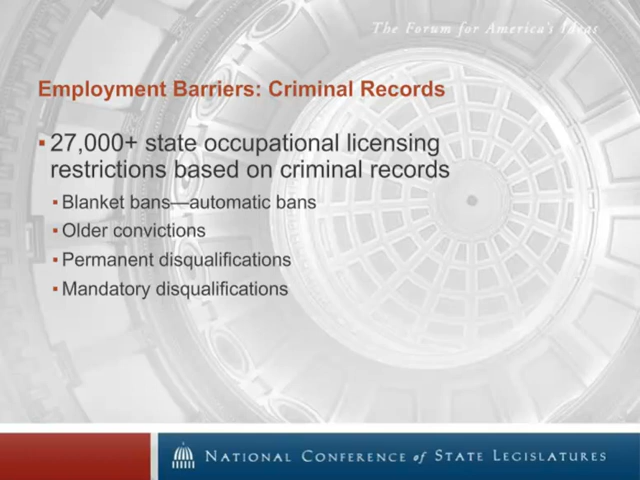 The Forum for America's Ideas
Employment Barriers: Criminal Records
▪ 27,000+ state occupational licensing
restrictions based on criminal records
▪ Blanket bans—automatic bans
▪ Older convictions
▪ Permanent disqualifications
▪ Mandatory disqualifications
NATIONAL CONFERENCE of STATE LEGISLATURES